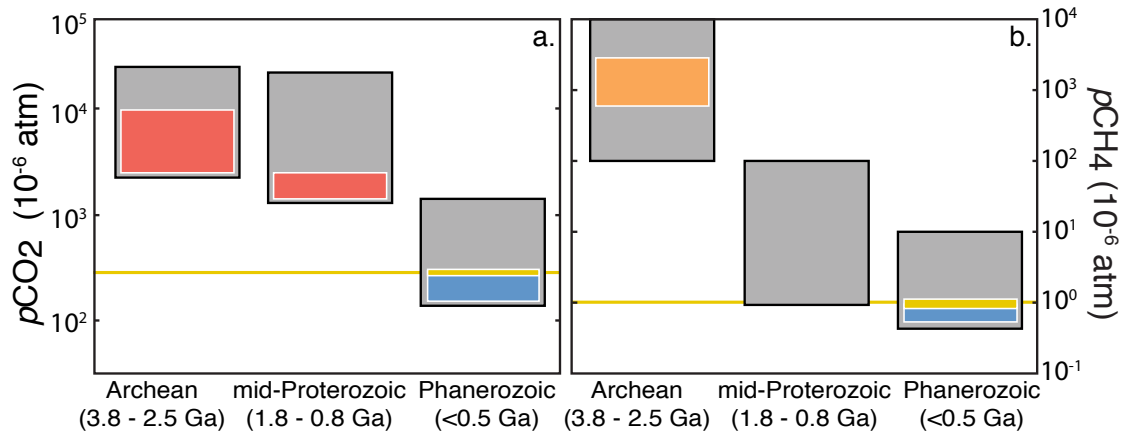 a.
pCO2 (10-6 atm)
10^5
10^4
10^3
10^2
Archean
(3.8 - 2.5 Ga)
mid-Proterozoic
(1.8 - 0.8 Ga)
Phanerozoic
(<0.5 Ga)
b.
10^4
10^3
10^2
10^1
10^0
10^-1
pCH4 (10^-6 atm)
Archean
(3.8 - 2.5 Ga)
mid-Proterozoic
(1.8 - 0.8 Ga)
Phanerozoic
(<0.5 Ga)